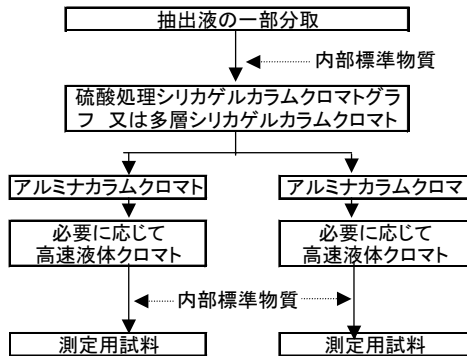 抽出液の一部分取
内部標準物質
硫酸処理シリカゲルカラムクロマトグラ
フ 又は多層シリカゲルカラムクロマト
アルミナカラムクロマト
アルミナカラムクロマ
必要に応じて
高速液体クロマト
必要に応じて
高速液体クロマト
内部標準物質
測定用試料
測定用試料